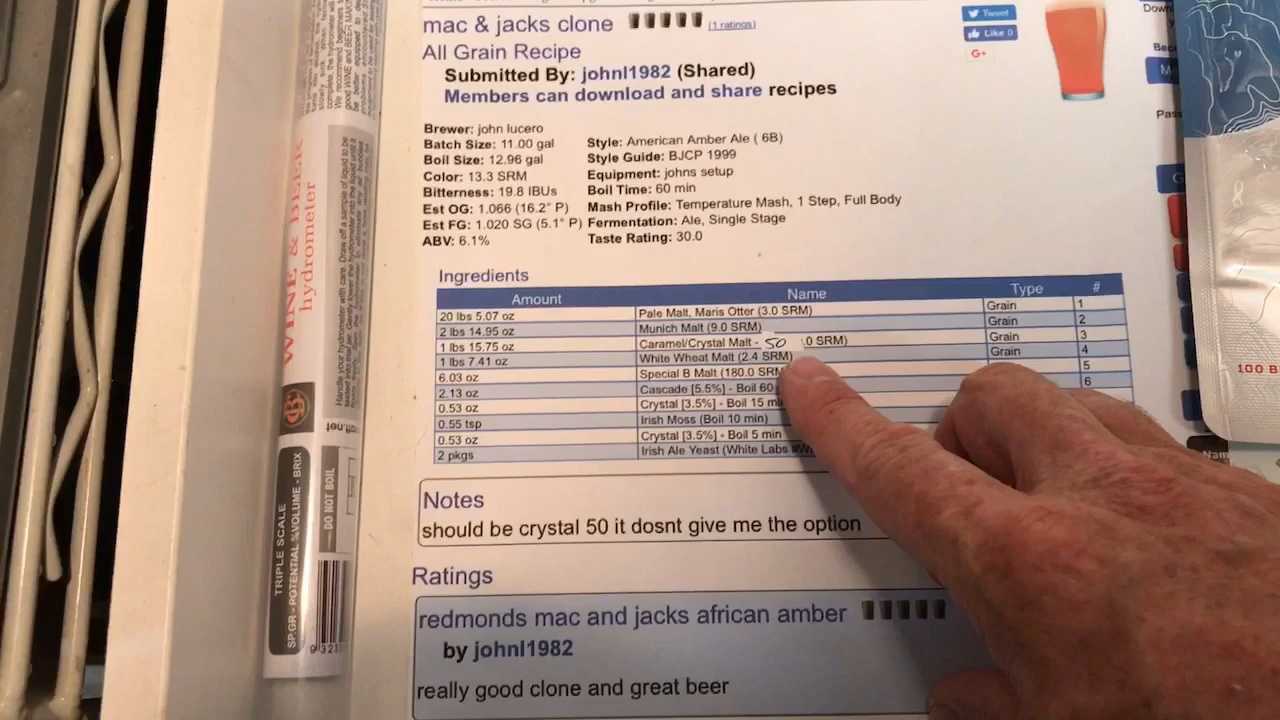 mac & jacks clone (1 ratings)
All Grain Recipe
Submitted By: johnl1982 (Shared)
Members can download and share recipes
Tweet
Like 0
G+
Brewer: john lucero
Batch Size: 11.00 gal
Boil Size: 12.96 gal
Color: 13.3 SRM
Bitterness: 19.8 IBUs
Est OG: 1.066 (16.2° P)
Est FG: 1.020 SG (5.1° P)
ABV: 6.1%
Style: American Amber Ale ( 6B)
Style Guide: BJCP 1999
Equipment: johns setup
Boil Time: 60 min
Mash Profile: Temperature Mash, 1 Step, Full Body
Fermentation: Ale, Single Stage
Taste Rating: 30.0
Ingredients
Amount Name Type #
20 lbs 5.07 oz Pale Malt, Maris Otter (3.0 SRM) Grain 1
2 lbs 14.95 oz Munich Malt (9.0 SRM) Grain 2
1 lbs 15.75 oz Caramel/Crystal Malt - 50 .0 SRM) Grain 3
1 lbs 7.41 oz White Wheat Malt (2.4 SRM) Grain 4
6.03 oz Special B Malt (180.0 SRM 5
2.13 oz Cascade [5.5%] - Boil 60 6
0.53 oz Crystal [3.5%] - Boil 15 min
0.55 tsp Irish Moss (Boil 10 min)
0.53 oz Crystal [3.5%] - Boil 5 min
2 pkgs Irish Ale Yeast (White Labs
Notes
should be crystal 50 it dosnt give me the option
Ratings
redmonds mac and jacks african amber
by johnl1982
really good clone and great beer
WINE & BEER
hydrometer
TRIPLE SCALE
SP.GR - POTENTIAL %VOLUME - BRIX
DO NOT BOIL
100 B